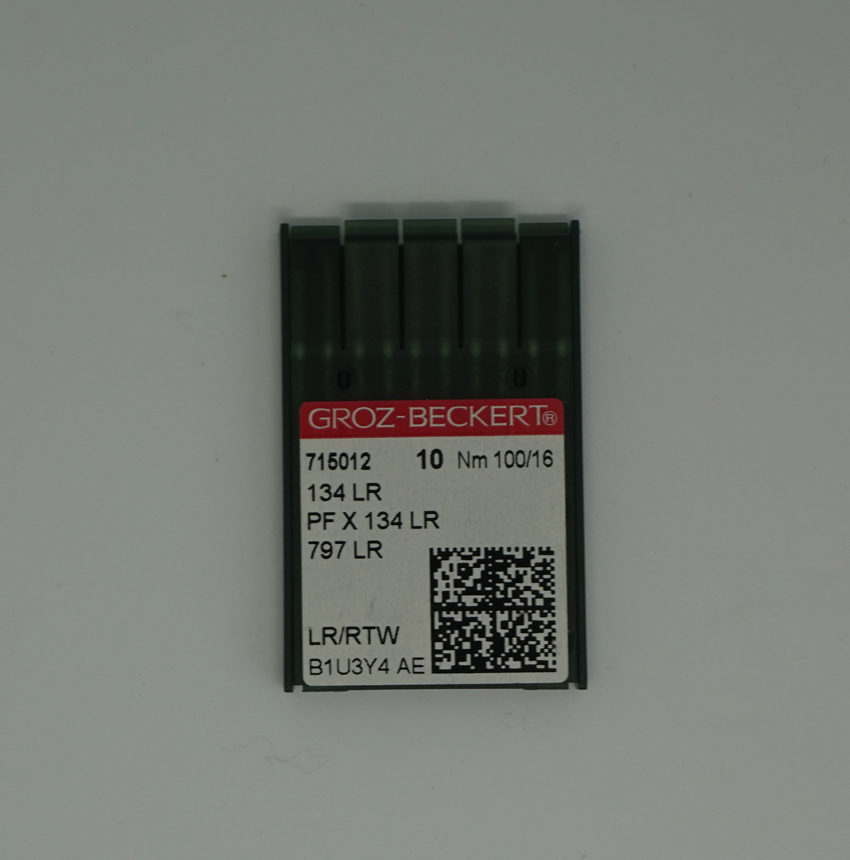 GROZ-BECKERT®
715012 10 Nm 100/16
134 LR
PF X 134 LR
797 LR
LR/RTW
B1U3Y4 AE